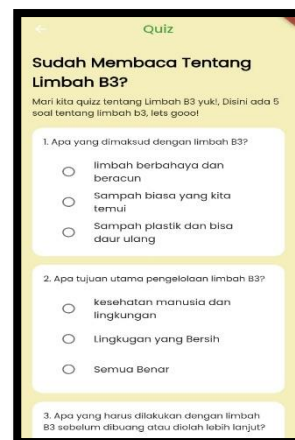 Quiz
Sudah Membaca Tentang
Limbah B3?
Mari kita quizz tentang Limbah B3 yuk!, Disini ada 5
soal tentang limbah b3, lets gooo!
1. Apa yang dimaksud dengan limbah B3?
limbah berbahaya dan
beracun
Sampah biasa yang kita
temui
Sampah plastik dan bisa
daur ulang
2. Apa tujuan utama pengelolaan limbah B3?
kesehatan manusia dan
lingkungan
Lingkugan yang Bersih
Semua Benar
3. Apa yang harus dilakukan dengan limbah
B3 sebelum dibuang atau diolah lebih lanjut?